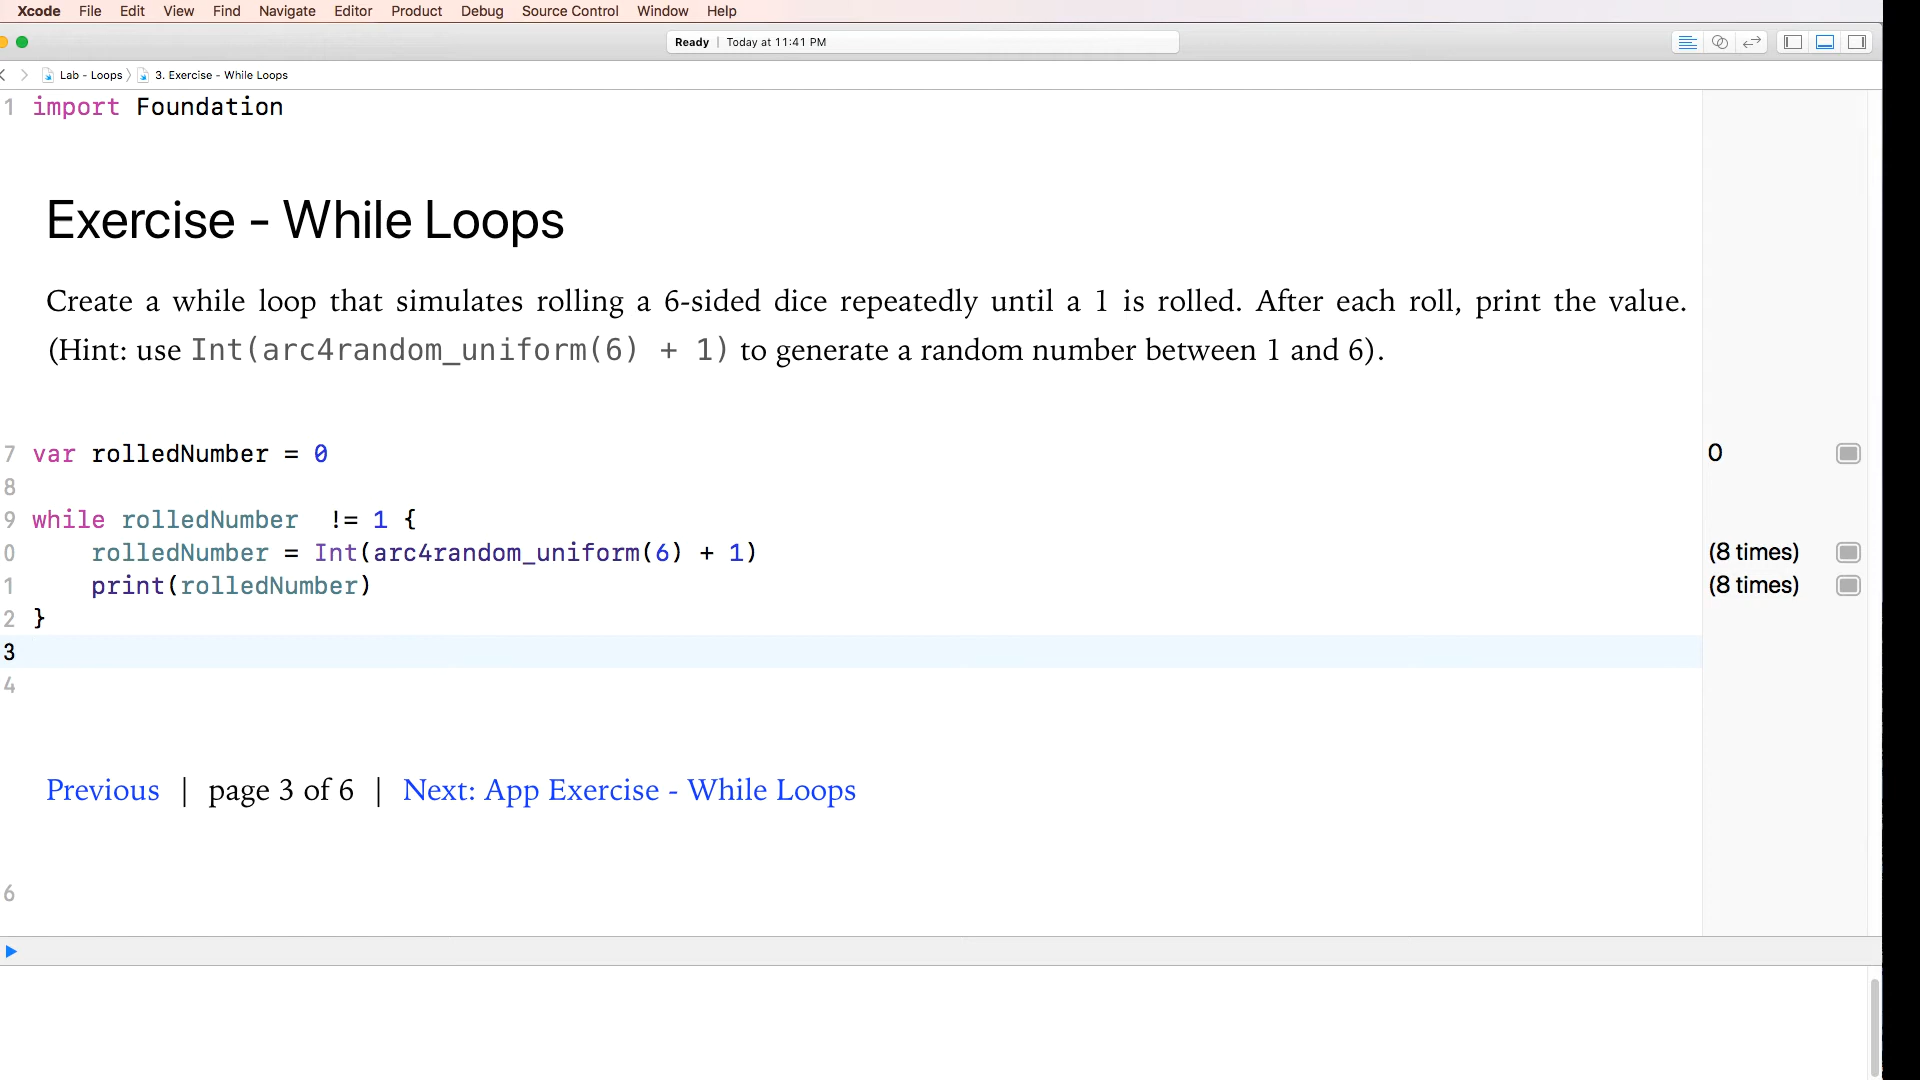 Xcode File Edit View Find Navigate Editor Product Debug Source Control Window Help
Ready | Today at 11:41 PM
Lab - Loops 〉 3. Exercise - While Loops
1 import Foundation
Exercise - While Loops
Create a while loop that simulates rolling a 6-sided dice repeatedly until a 1 is rolled. After each roll, print the value.
(Hint: use Int(arc4random_uniform(6) + 1) to generate a random number between 1 and 6).
7 var rolledNumber = 0 0
8
9 while rolledNumber  != 1 {
0     rolledNumber = Int(arc4random_uniform(6) + 1) (8 times)
1     print(rolledNumber) (8 times)
2 }
3
4
Previous | page 3 of 6 | Next: App Exercise - While Loops
6